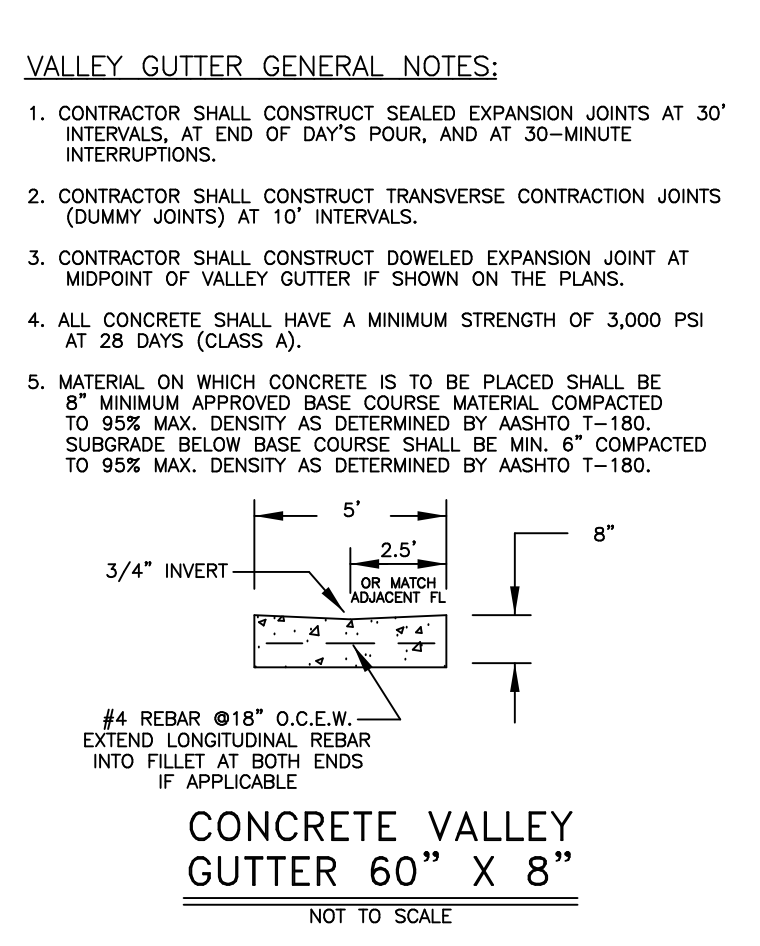 VALLEY GUTTER GENERAL NOTES:
1. CONTRACTOR SHALL CONSTRUCT SEALED EXPANSION JOINTS AT 30'
INTERVALS, AT END OF DAY'S POUR, AND AT 30-MINUTE
INTERRUPTIONS.
2. CONTRACTOR SHALL CONSTRUCT TRANSVERSE CONTRACTION JOINTS
(DUMMY JOINTS) AT 10' INTERVALS.
3. CONTRACTOR SHALL CONSTRUCT DOWELED EXPANSION JOINT AT
MIDPOINT OF VALLEY GUTTER IF SHOWN ON THE PLANS.
4. ALL CONCRETE SHALL HAVE A MINIMUM STRENGTH OF 3,000 PSI
AT 28 DAYS (CLASS A).
5. MATERIAL ON WHICH CONCRETE IS TO BE PLACED SHALL BE
8" MINIMUM APPROVED BASE COURSE MATERIAL COMPACTED
TO 95% MAX. DENSITY AS DETERMINED BY AASHTO T-180.
SUBGRADE BELOW BASE COURSE SHALL BE MIN. 6" COMPACTED
TO 95% MAX. DENSITY AS DETERMINED BY AASHTO T-180.
5'
8"
2.5'
3/4" INVERT
OR MATCH
ADJACENT FL
#4 REBAR @18" O.C.E.W.
EXTEND LONGITUDINAL REBAR
INTO FILLET AT BOTH ENDS
IF APPLICABLE
CONCRETE VALLEY
GUTTER 60" X 8"
NOT TO SCALE